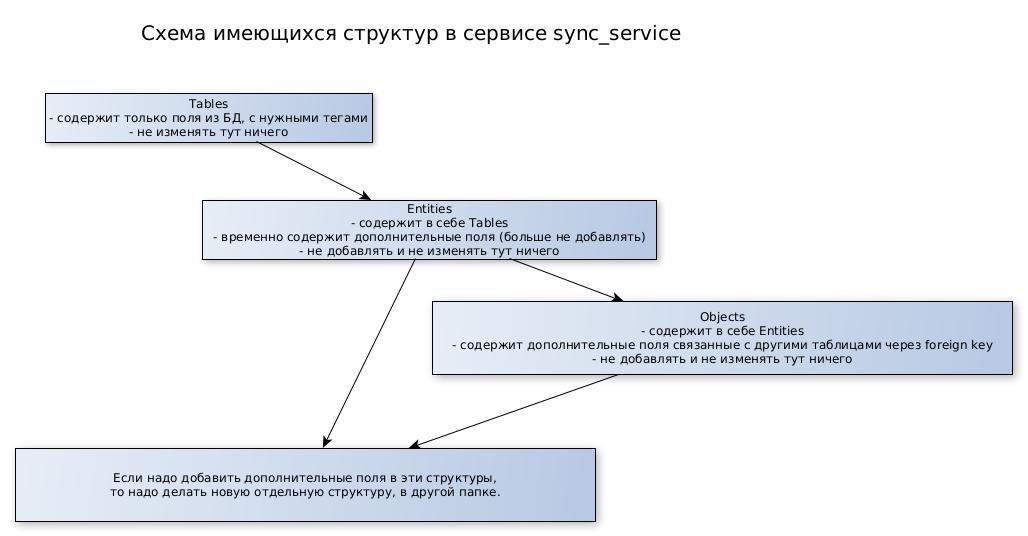 Схема имеющихся структур в сервисе sync_service
Tables
- содержит только поля из БД, с нужными тегами
- не изменять тут ничего
Entities
- содержит в себе Tables
- временно содержит дополнительные поля (больше не добавлять)
- не добавлять и не изменять тут ничего
Objects
- содержит в себе Entities
- содержит дополнительные поля связанные с другими таблицами через foreign key
- не добавлять и не изменять тут ничего
Если надо добавить дополнительные поля в эти структуры,
то надо делать новую отдельную структуру, в другой папке.